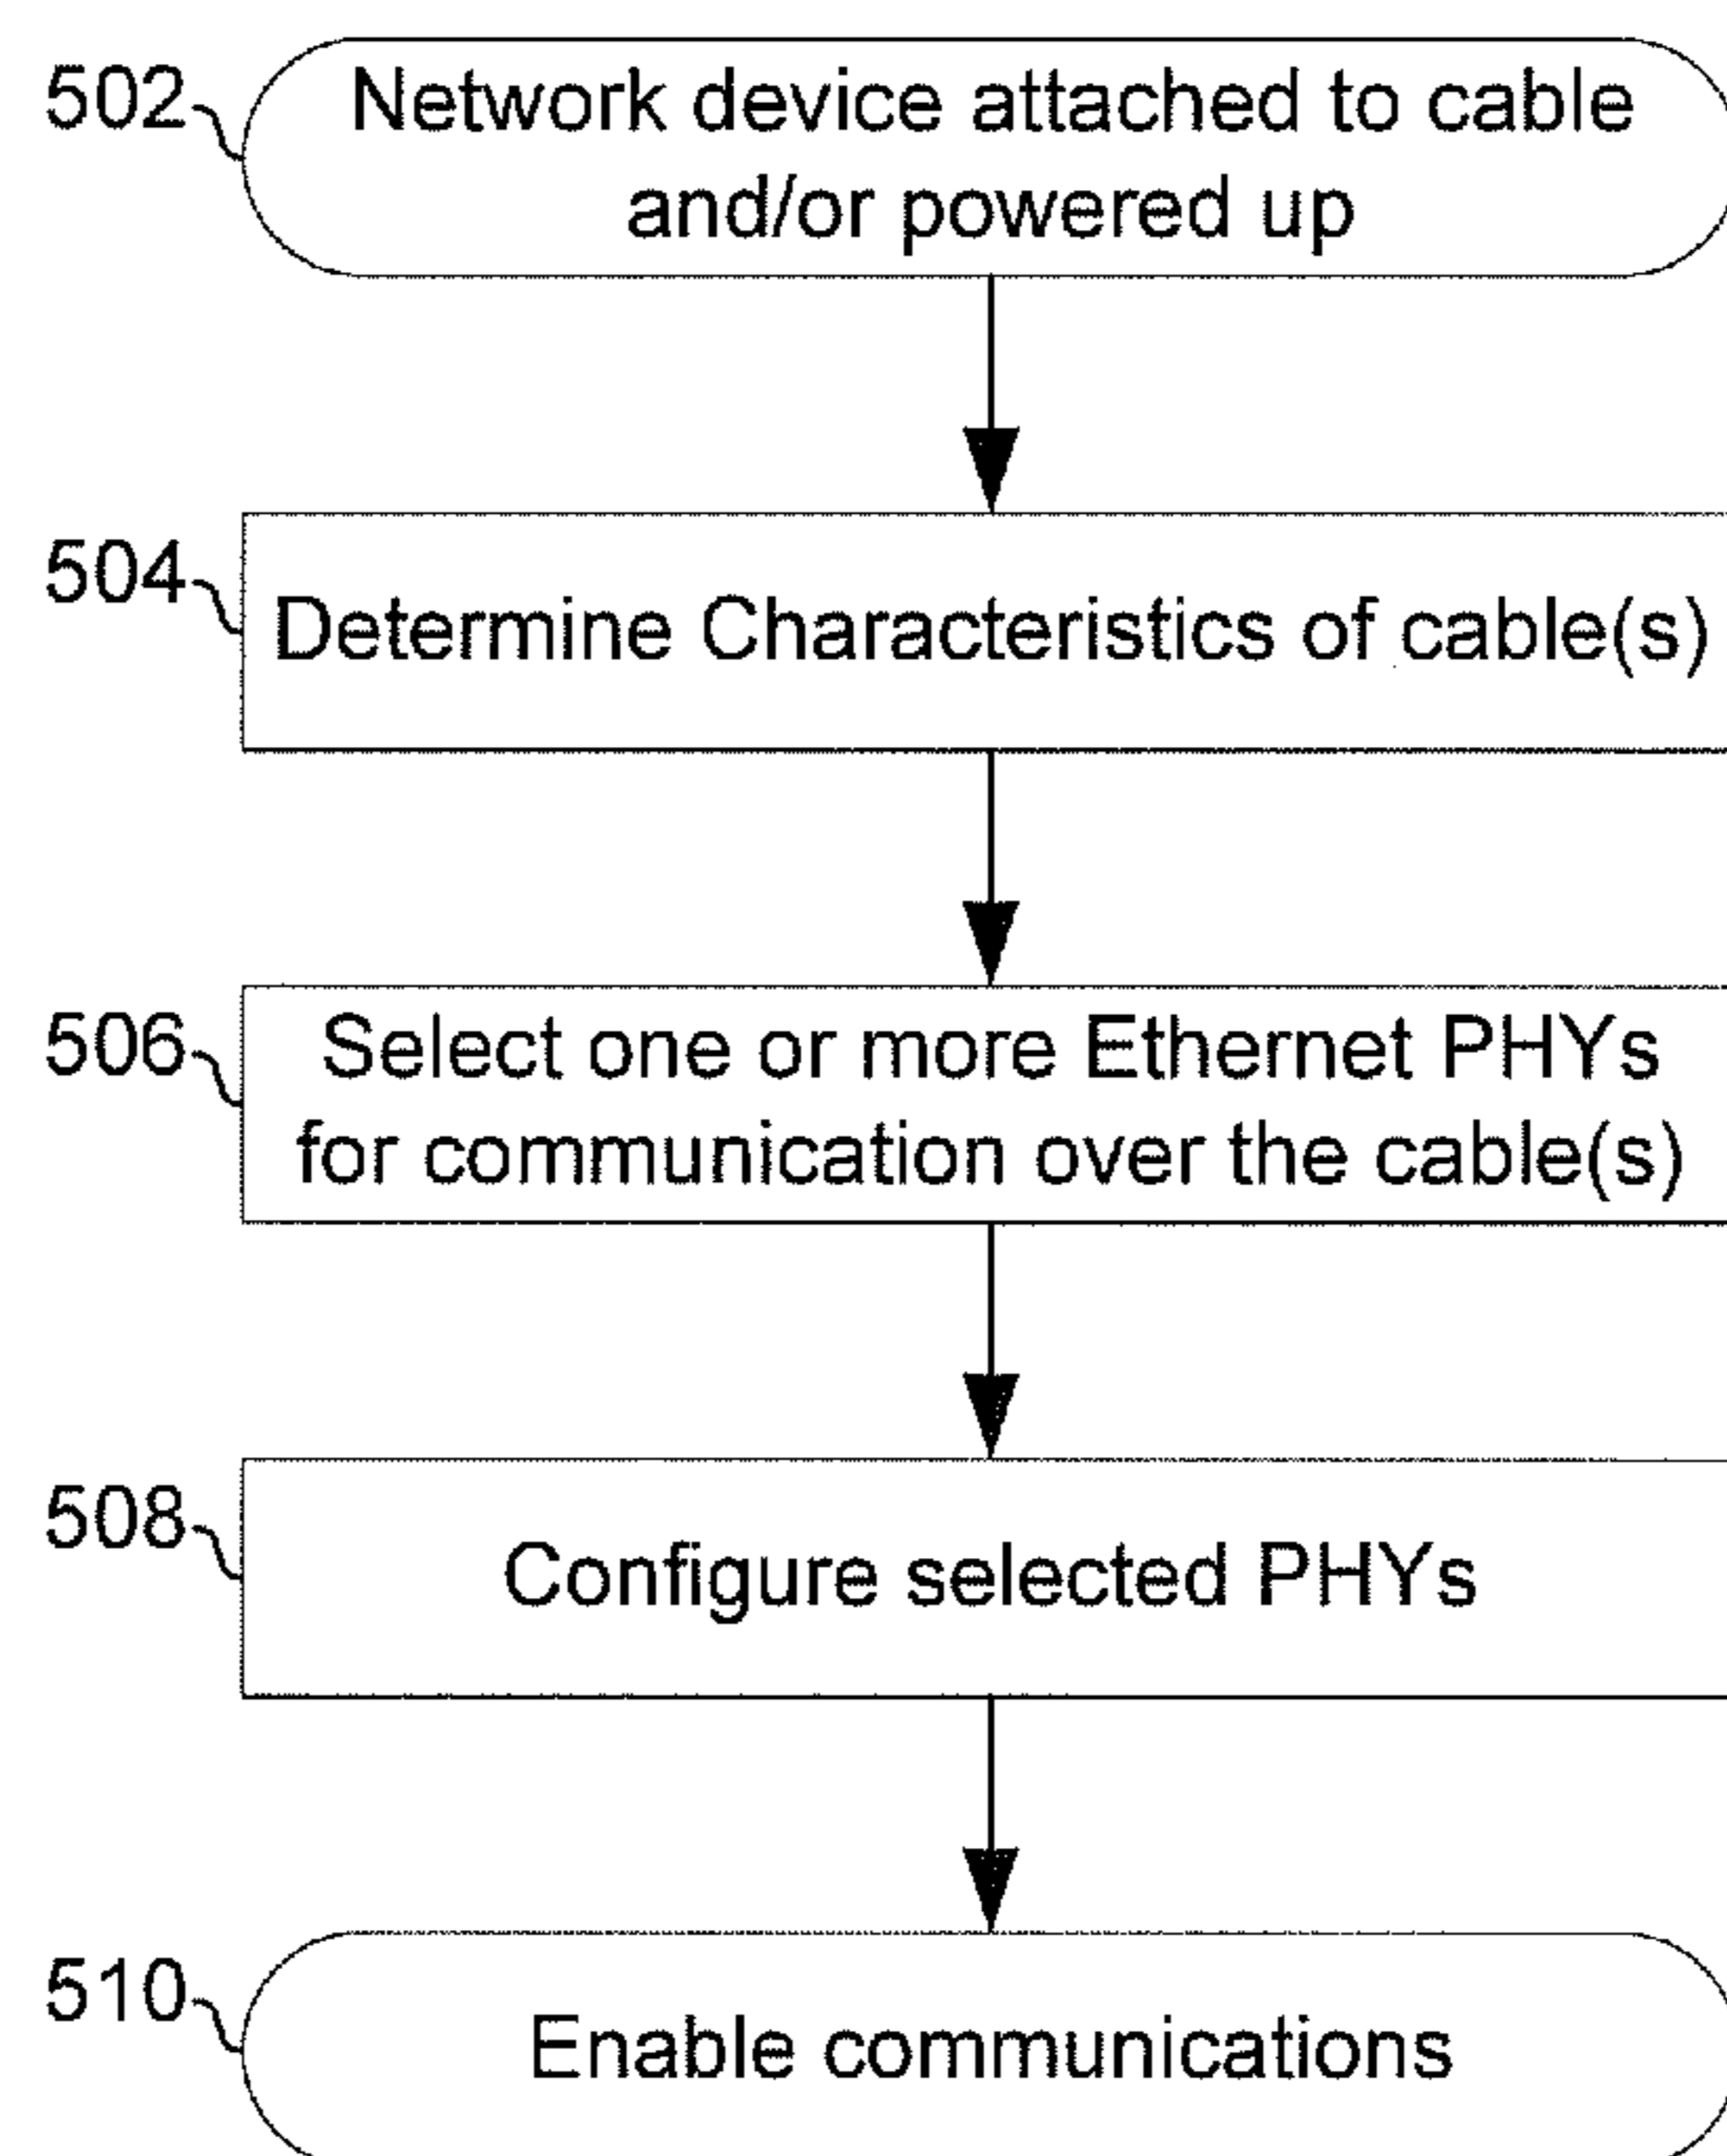 502
Network device attached to cable
and/or powered up
504
Determine Characteristics of cable(s)
506
Select one or more Ethernet PHYs
for communication over the cable(s)
508
Configure selected PHYs
510
Enable communications